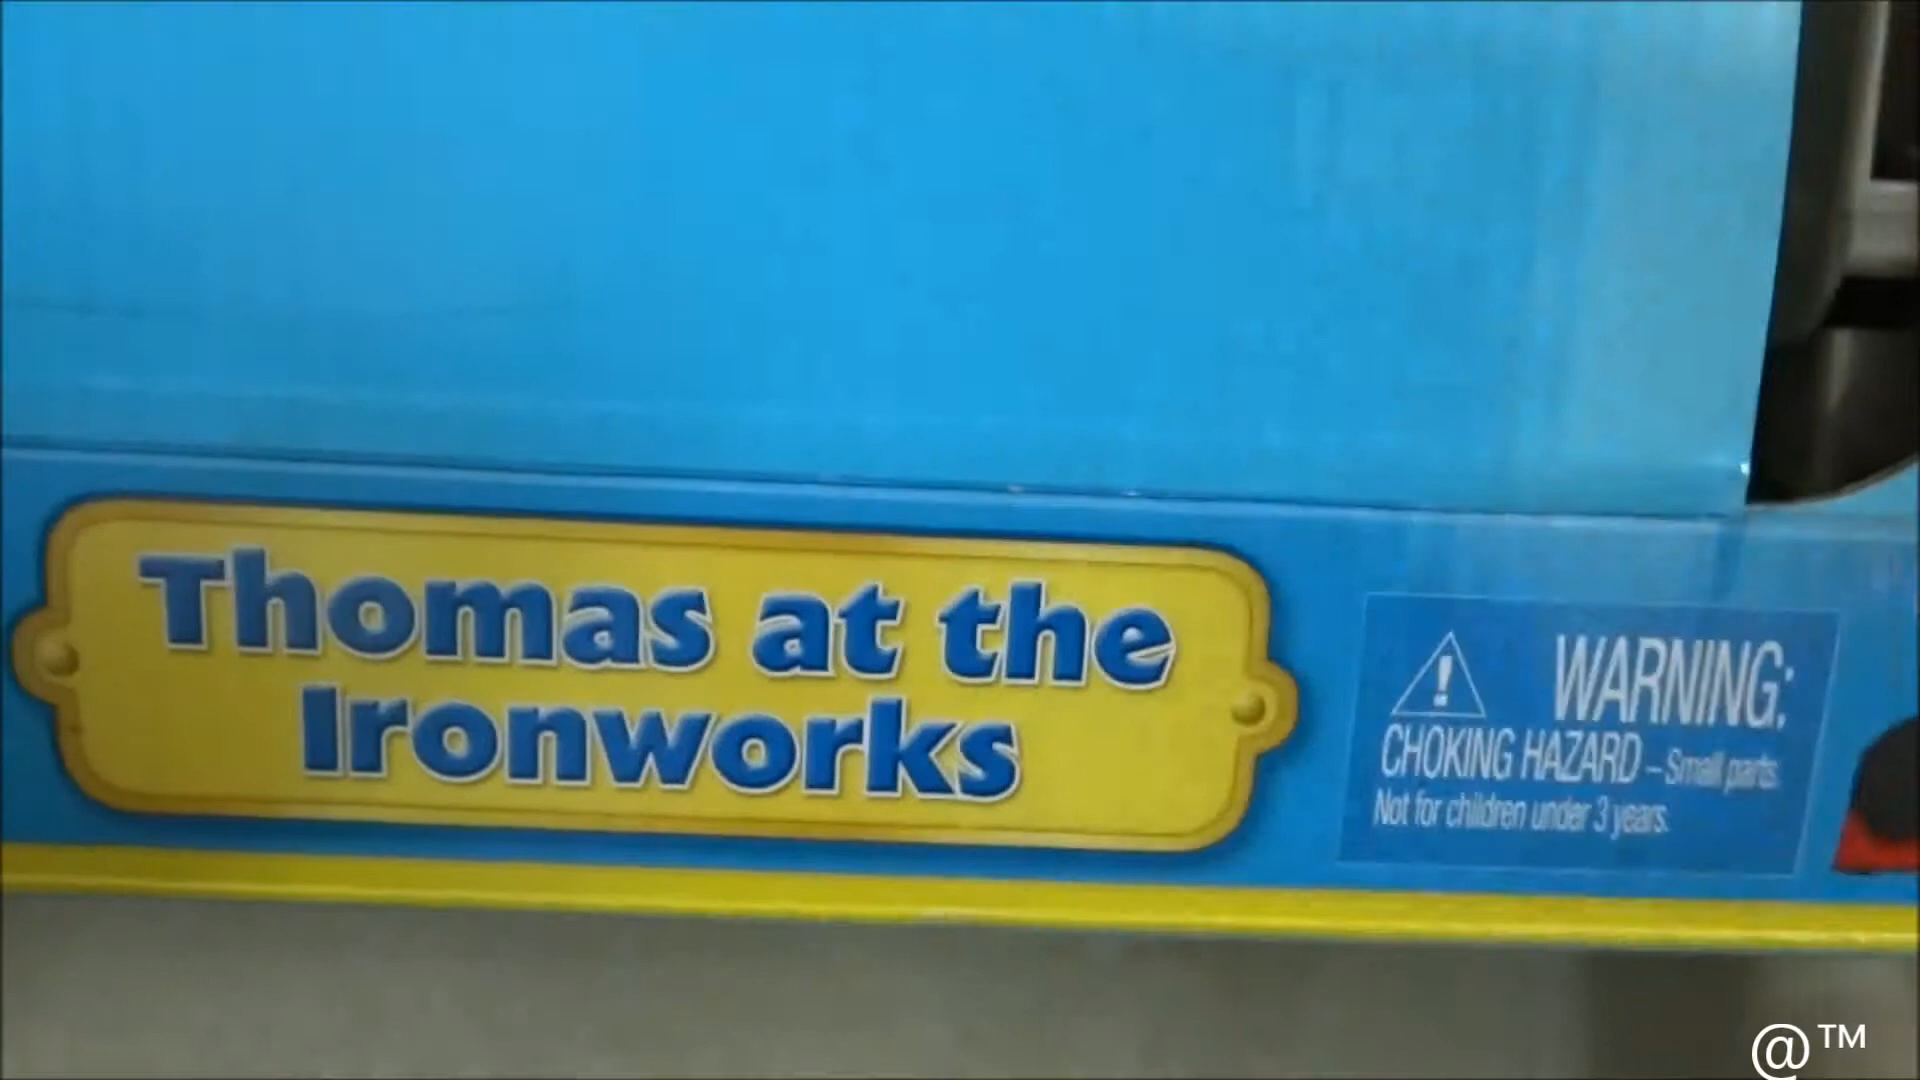 Thomas at the
Ironworks
WARNING:
CHOKING HAZARD – Small parts.
Not for children under 3 years.
@™